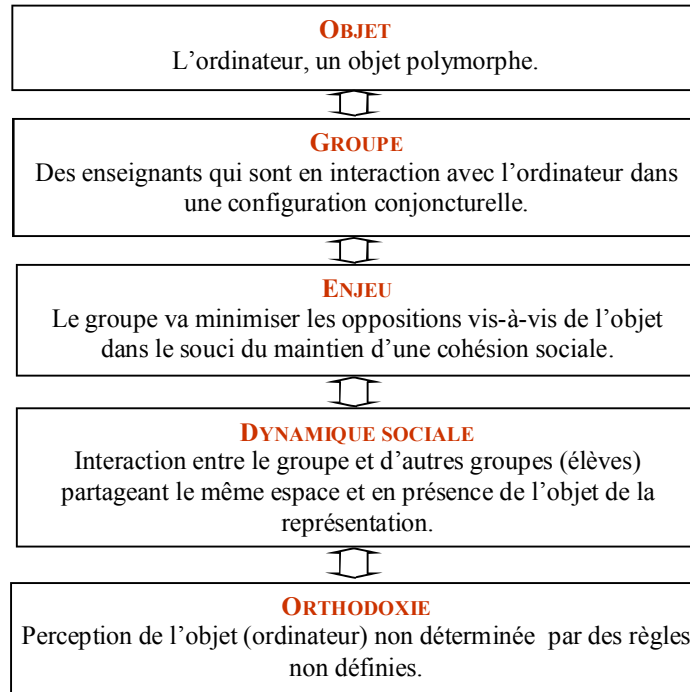 OBJET
L’ordinateur, un objet polymorphe.
GROUPE
Des enseignants qui sont en interaction avec l’ordinateur dans
une configuration conjoncturelle.
ENJEU
Le groupe va minimiser les oppositions vis-à-vis de l’objet
dans le souci du maintien d’une cohésion sociale.
DYNAMIQUE SOCIALE
Interaction entre le groupe et d’autres groupes (élèves)
partageant le même espace et en présence de l’objet de la
représentation.
ORTHODOXIE
Perception de l’objet (ordinateur) non déterminée par des règles
non définies.